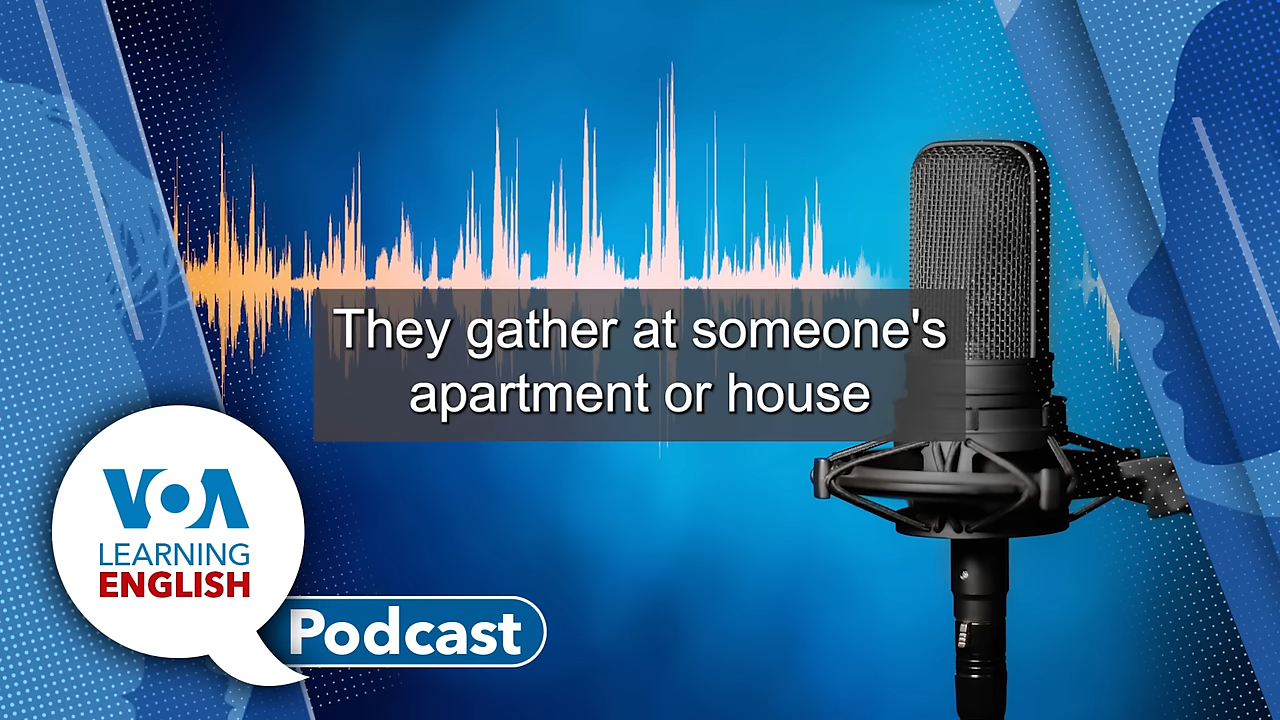 They gather at someone's
apartment or house
VOA
LEARNING
ENGLISH
Podcast